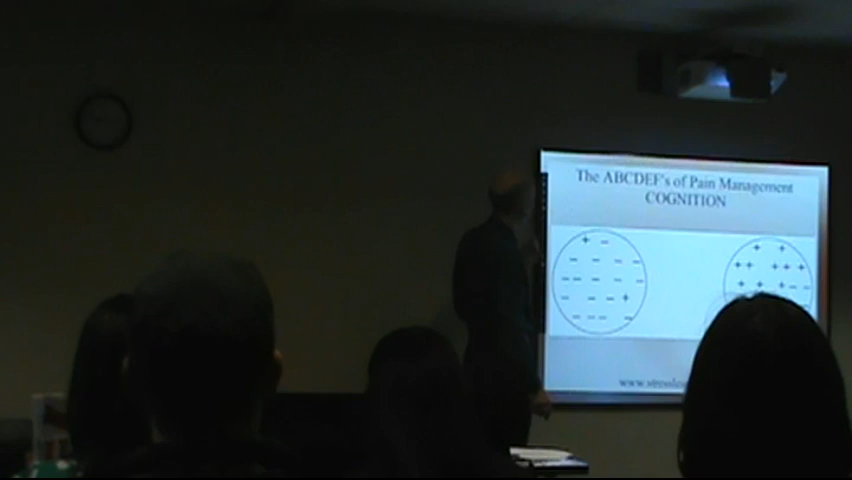 The ABCDEF's of Pain Management
COGNITION